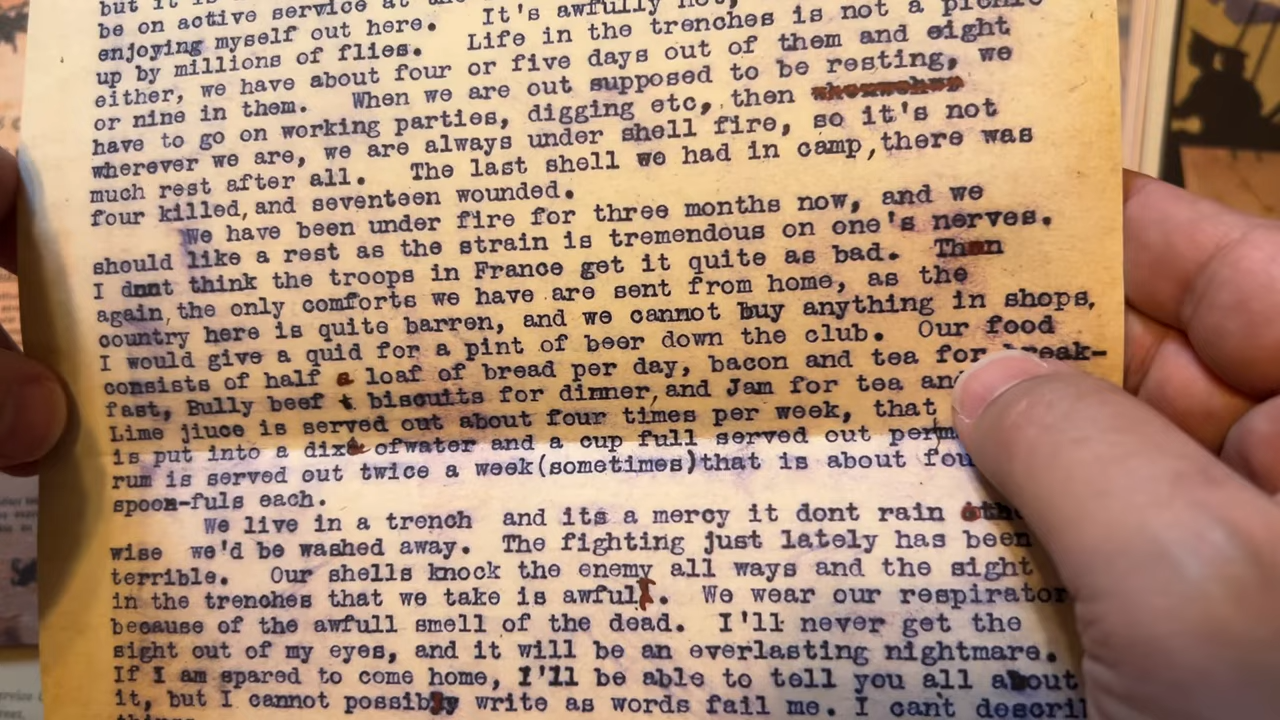 but it is
be on active service at
enjoying myself out here. It's awfully hot,
up by millions of flies. Life in the trenches is not a picnic
either, we have about four or five days out of them and eight
or nine in them. When we are out supposed to be resting, we
have to go on working parties, digging etc, then
wherever we are, we are always under shell fire, so it's not
much rest after all. The last shell we had in camp,there was
four killed,and seventeen wounded.
We have been under fire for three months now, and we
should like a rest as the strain is tremendous on one's nerves.
I dont think the troops in France get it quite as bad. Then
again,the only comforts we have are sent from home, as the
country here is quite barren, and we cannot buy anything in shops,
I would give a quid for a pint of beer down the club. Our food
consists of half a loaf of bread per day, bacon and tea for break-
fast, Bully beef + biscuits for dinner,and Jam for tea and
Lime jiuce is served out about four times per week, that
is put into a dixe ofwater and a cup full served out perm
rum is served out twice a week(sometimes)that is about fou
spoon-fuls each.
We live in a trench and its a mercy it dont rain othe
wise we'd be washed away. The fighting just lately has been
terrible. Our shells knock the enemy all ways and the sight
in the trenches that we take is awful. We wear our respirator
because of the awfull smell of the dead. I'll never get the
sight out of my eyes, and it will be an everlasting nightmare.
If I am spared to come home, I'll be able to tell you all about
it, but I cannot possibly write as words fail me. I cant descri
things